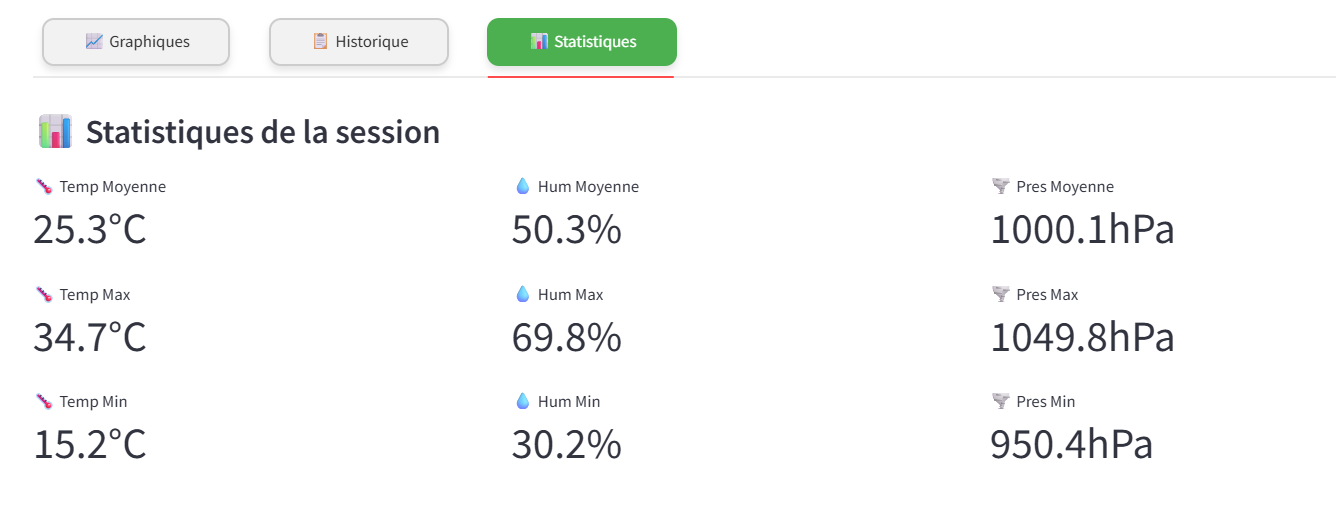 Graphiques
Historique
Statistiques
Statistiques de la session
Temp Moyenne
25.3°C
Hum Moyenne
50.3%
Pres Moyenne
1000.1hPa
Temp Max
34.7°C
Hum Max
69.8%
Pres Max
1049.8hPa
Temp Min
15.2°C
Hum Min
30.2%
Pres Min
950.4hPa